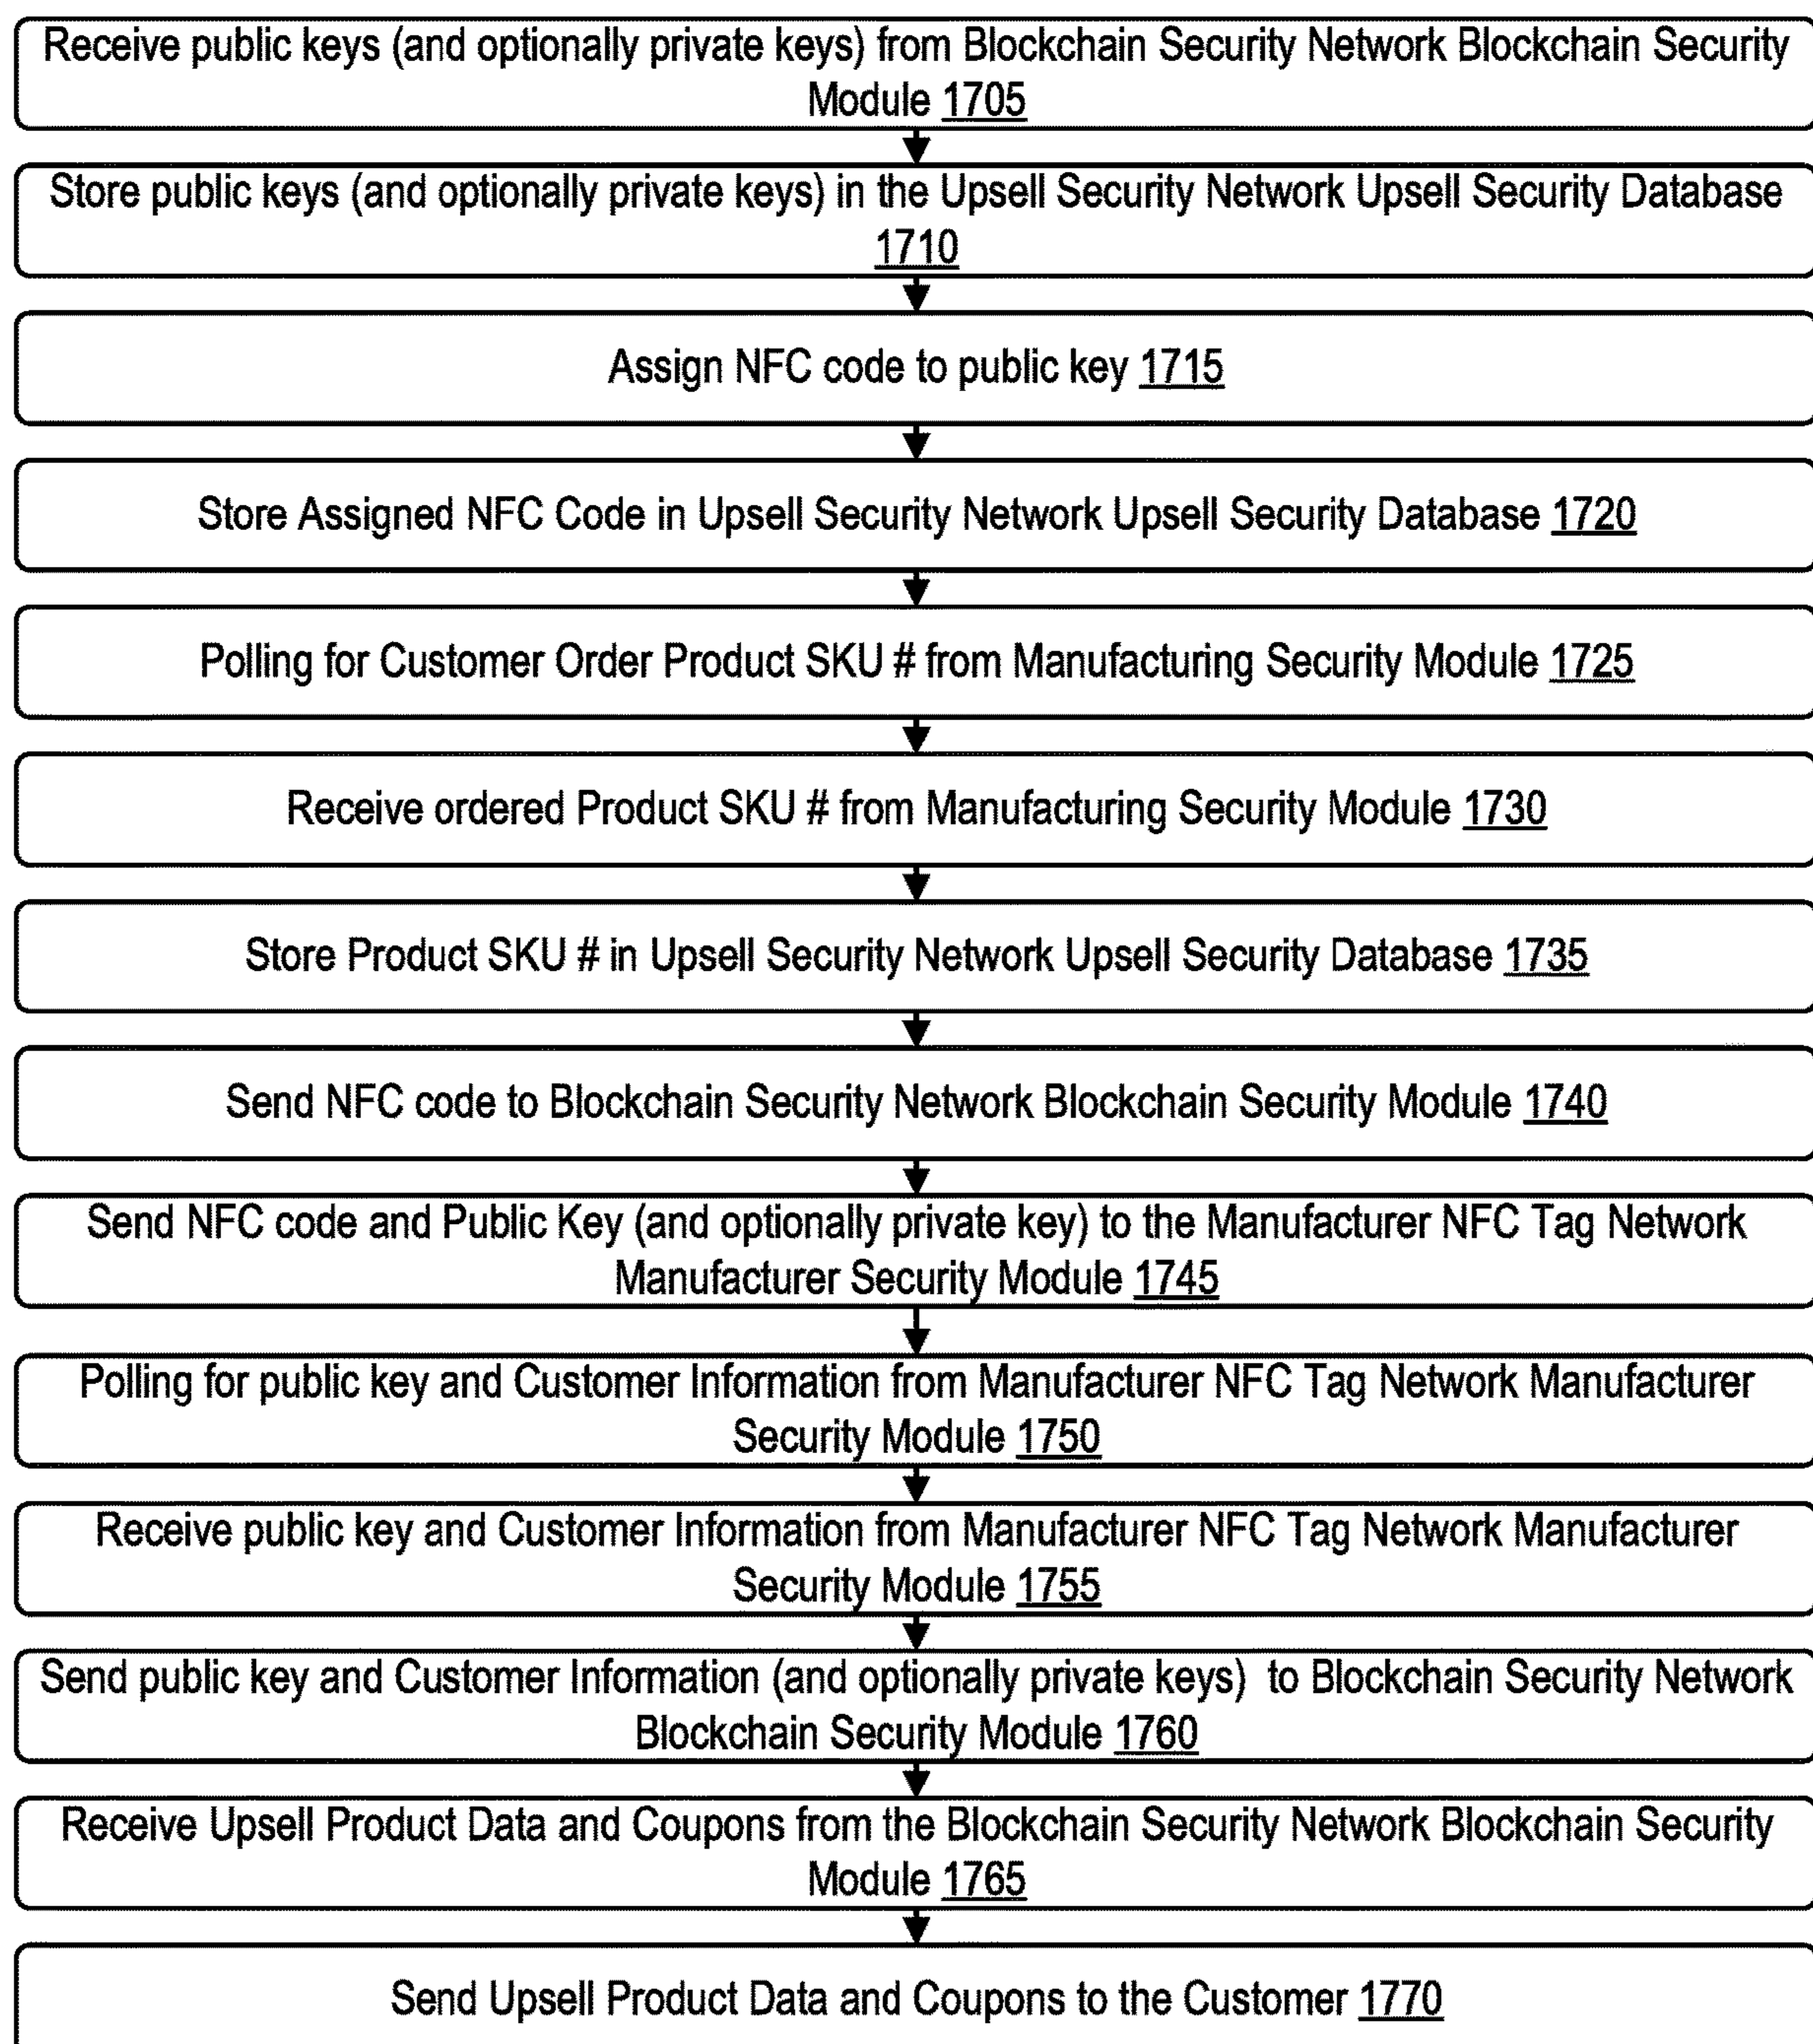 Receive public keys (and optionally private keys) from Blockchain Security Network Blockchain Security
Module 1705
Store public keys (and optionally private keys) in the Upsell Security Network Upsell Security Database
1710
Assign NFC code to public key 1715
Store Assigned NFC Code in Upsell Security Network Upsell Security Database 1720
Polling for Customer Order Product SKU # from Manufacturing Security Module 1725
Receive ordered Product SKU # from Manufacturing Security Module 1730
Store Product SKU # in Upsell Security Network Upsell Security Database 1735
Send NFC code to Blockchain Security Network Blockchain Security Module 1740
Send NFC code and Public Key (and optionally private key) to the Manufacturer NFC Tag Network
Manufacturer Security Module 1745
Polling for public key and Customer Information from Manufacturer NFC Tag Network Manufacturer
Security Module 1750
Receive public key and Customer Information from Manufacturer NFC Tag Network Manufacturer
Security Module 1755
Send public key and Customer Information (and optionally private keys) to Blockchain Security Network
Blockchain Security Module 1760
Receive Upsell Product Data and Coupons from the Blockchain Security Network Blockchain Security
Module 1765
Send Upsell Product Data and Coupons to the Customer 1770